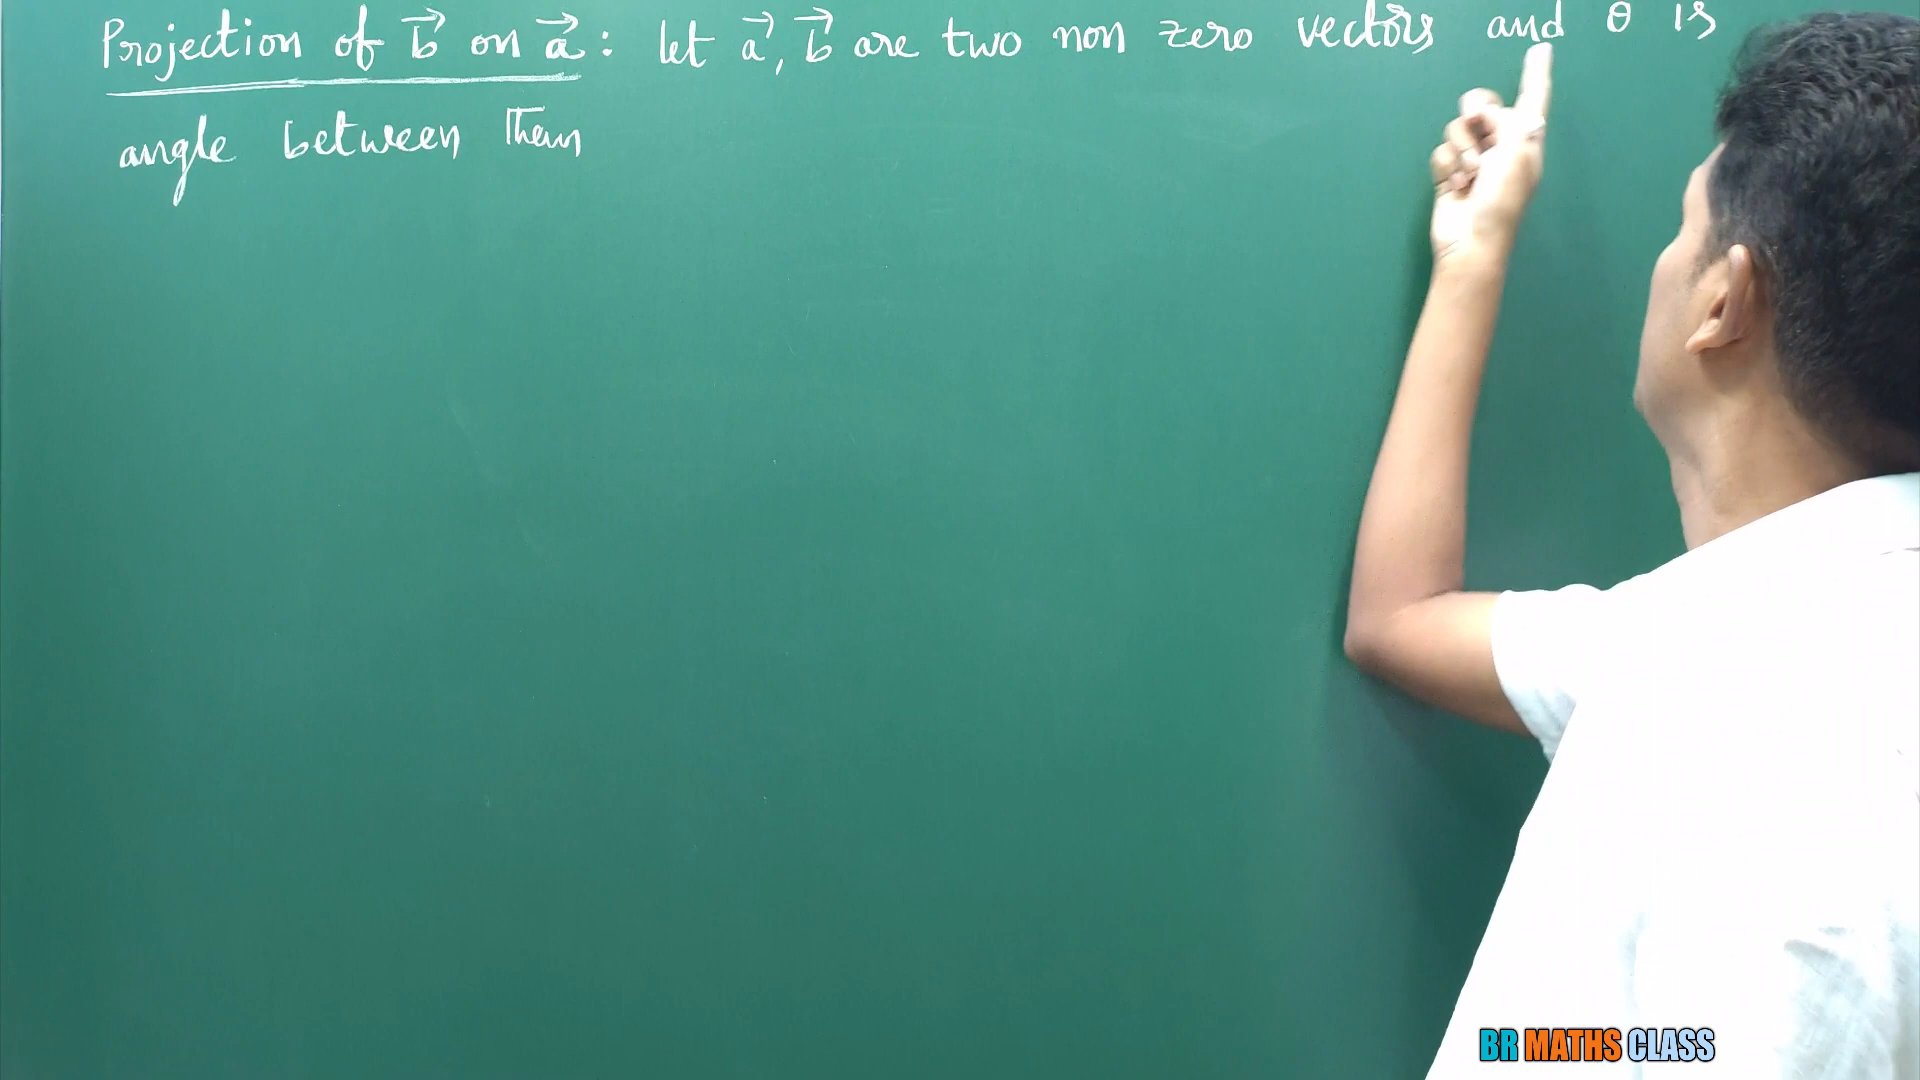 Projection of b⃗ on a⃗ : let a⃗, b⃗ are two non zero vectors and θ is
angle between them
BR MATHS CLASS